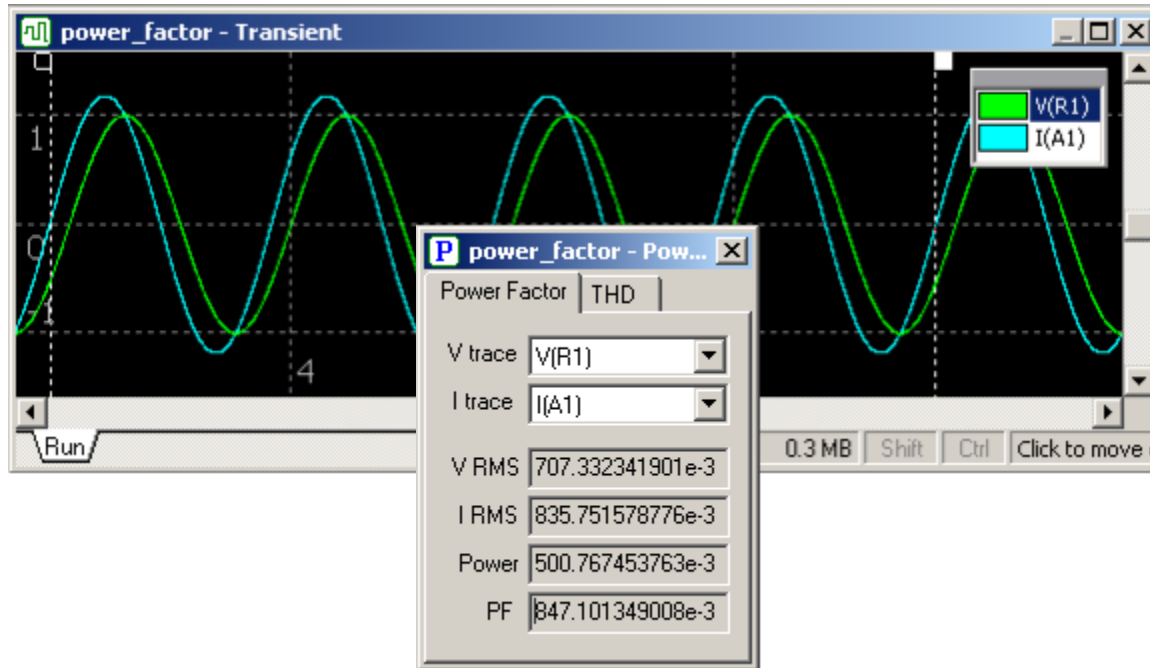 power_factor - Transient
V(R1)
I(A1)
1
0
-1
4
power_factor - Pow...
Power Factor THD
V trace V(R1)
I trace I(A1)
V RMS 707.332341901e-3
I RMS 835.751578776e-3
Power 500.767453763e-3
PF 847.101349008e-3
Run 0.3 MB Shift Ctrl Click to move